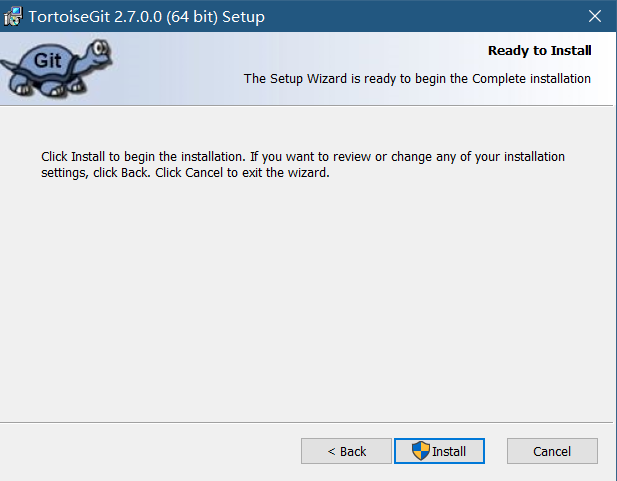 TortoiseGit 2.7.0.0 (64 bit) Setup
Git
Ready to Install
The Setup Wizard is ready to begin the Complete installation
Click Install to begin the installation. If you want to review or change any of your installation
settings, click Back. Click Cancel to exit the wizard.
< Back
Install
Cancel